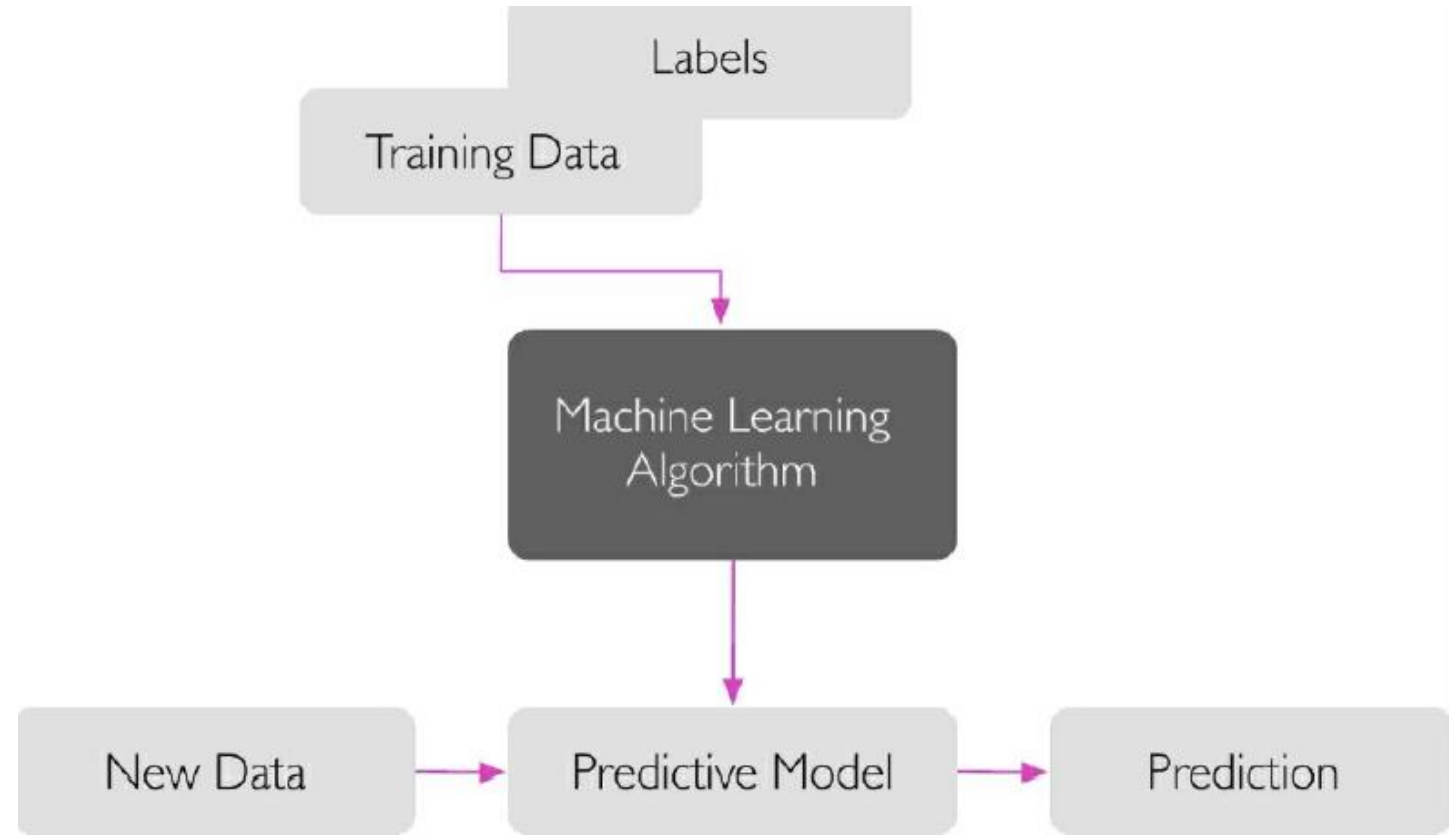 Labels
Training Data
Machine Learning
Algorithm
New Data
Predictive Model
Prediction